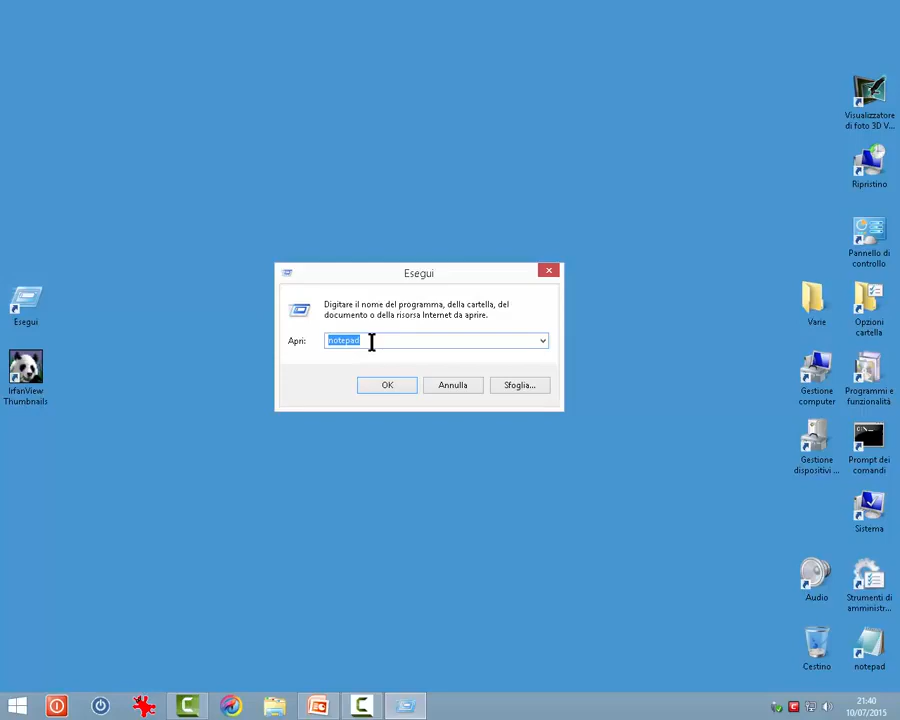 Visualizzatore
di foto 3D V...
Ripristino
Pannello di
controllo
Esegui
Digitare il nome del programma, della cartella, del
documento o della risorsa Internet da aprire.
Apri:
notepad
OK
Annulla
Sfoglia...
Esegui
IrfanView
Thumbnails
Varie
Opzioni
cartella
Gestione
computer
Programmi e
funzionalità
Gestione
dispositivi ...
Prompt dei
comandi
Sistema
Audio
Strumenti di
amministr...
Cestino
notepad
21:40
10/07/2015